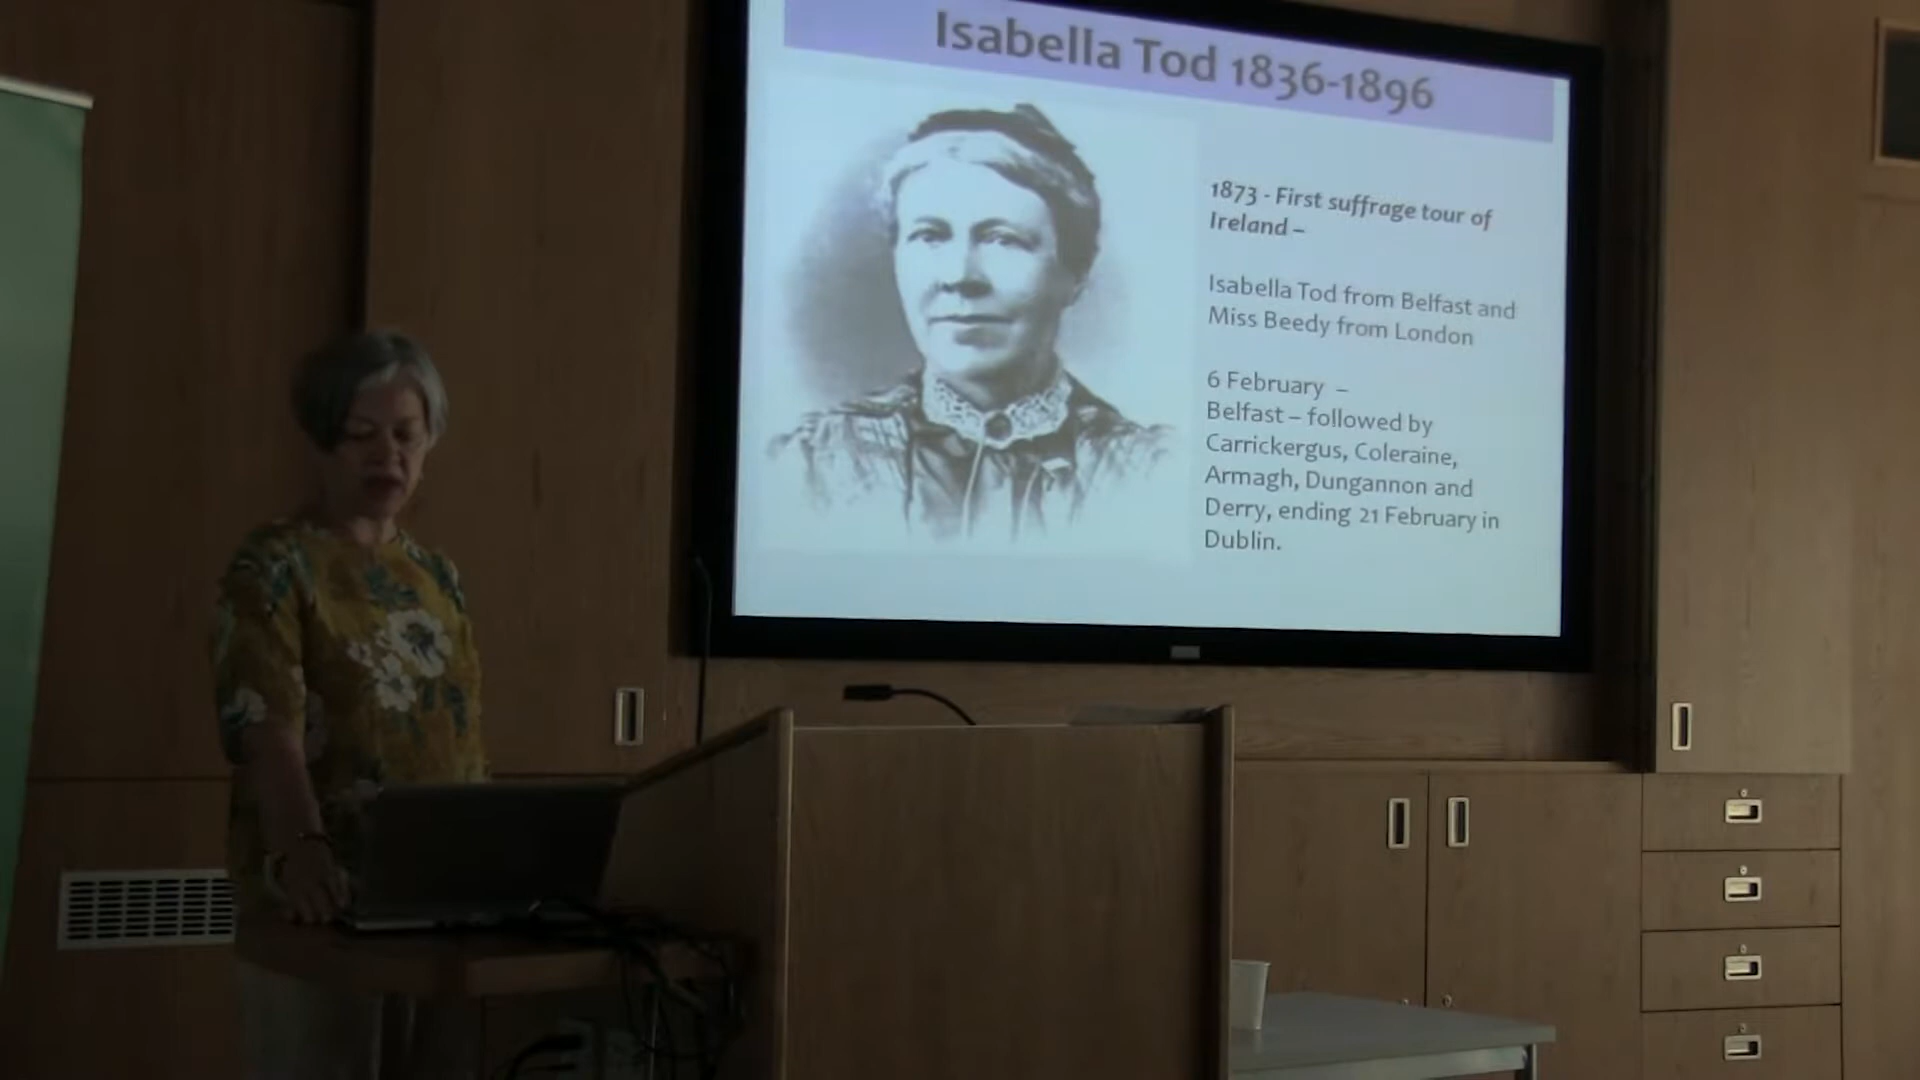 Isabella Tod 1836-1896
1873 - First suffrage tour of
Ireland –
Isabella Tod from Belfast and
Miss Beedy from London
6 February –
Belfast – followed by
Carrickergus, Coleraine,
Armagh, Dungannon and
Derry, ending 21 February in
Dublin.